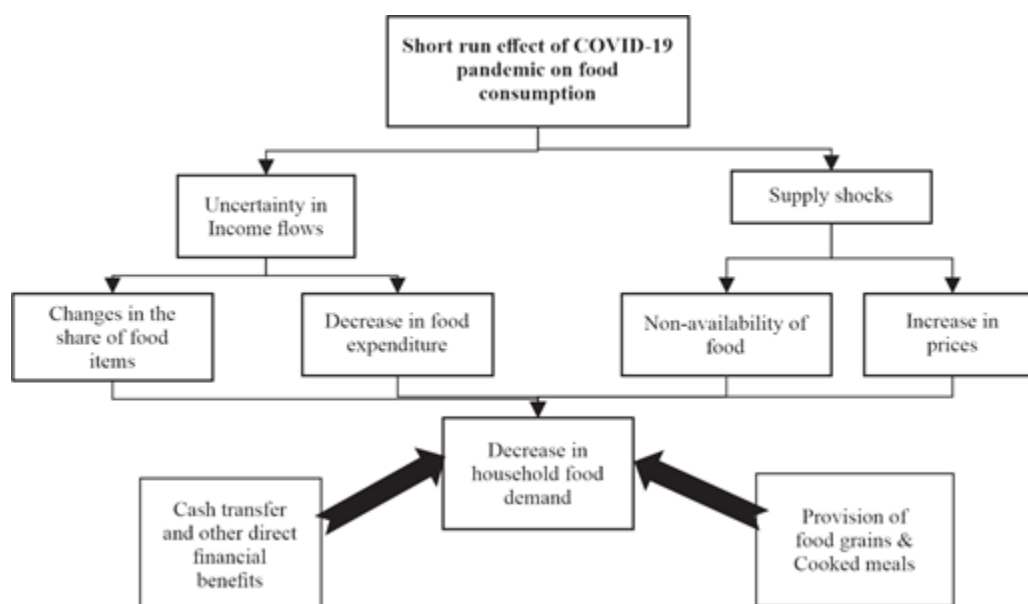 Short run effect of COVID-19
pandemic on food
consumption
Uncertainty in
Income flows
Supply shocks
Changes in the
share of food
items
Decrease in food
expenditure
Non-availability of
food
Increase in
prices
Decrease in
household food
demand
Cash transfer
and other direct
financial
benefits
Provision of
food grains &
Cooked meals